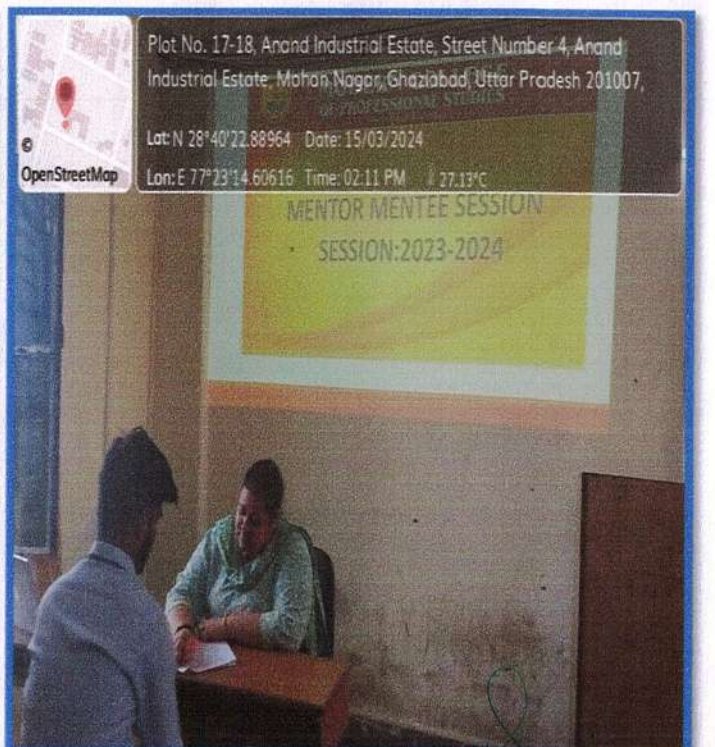 Plot No. 17-18, Anand Industrial Estate, Street Number 4, Anand
Industrial Estate, Mohan Nagar, Ghaziabad, Uttar Pradesh 201007,
OF PROFESSIONAL STUDIES
Lat: N 28°40'22.88964 Date: 15/03/2024
Lon: E 77°23'14.60616 Time: 02:11 PM 27.13°C
©
OpenStreetMap
MENTOR MENTEE SESSION
SESSION:2023-2024